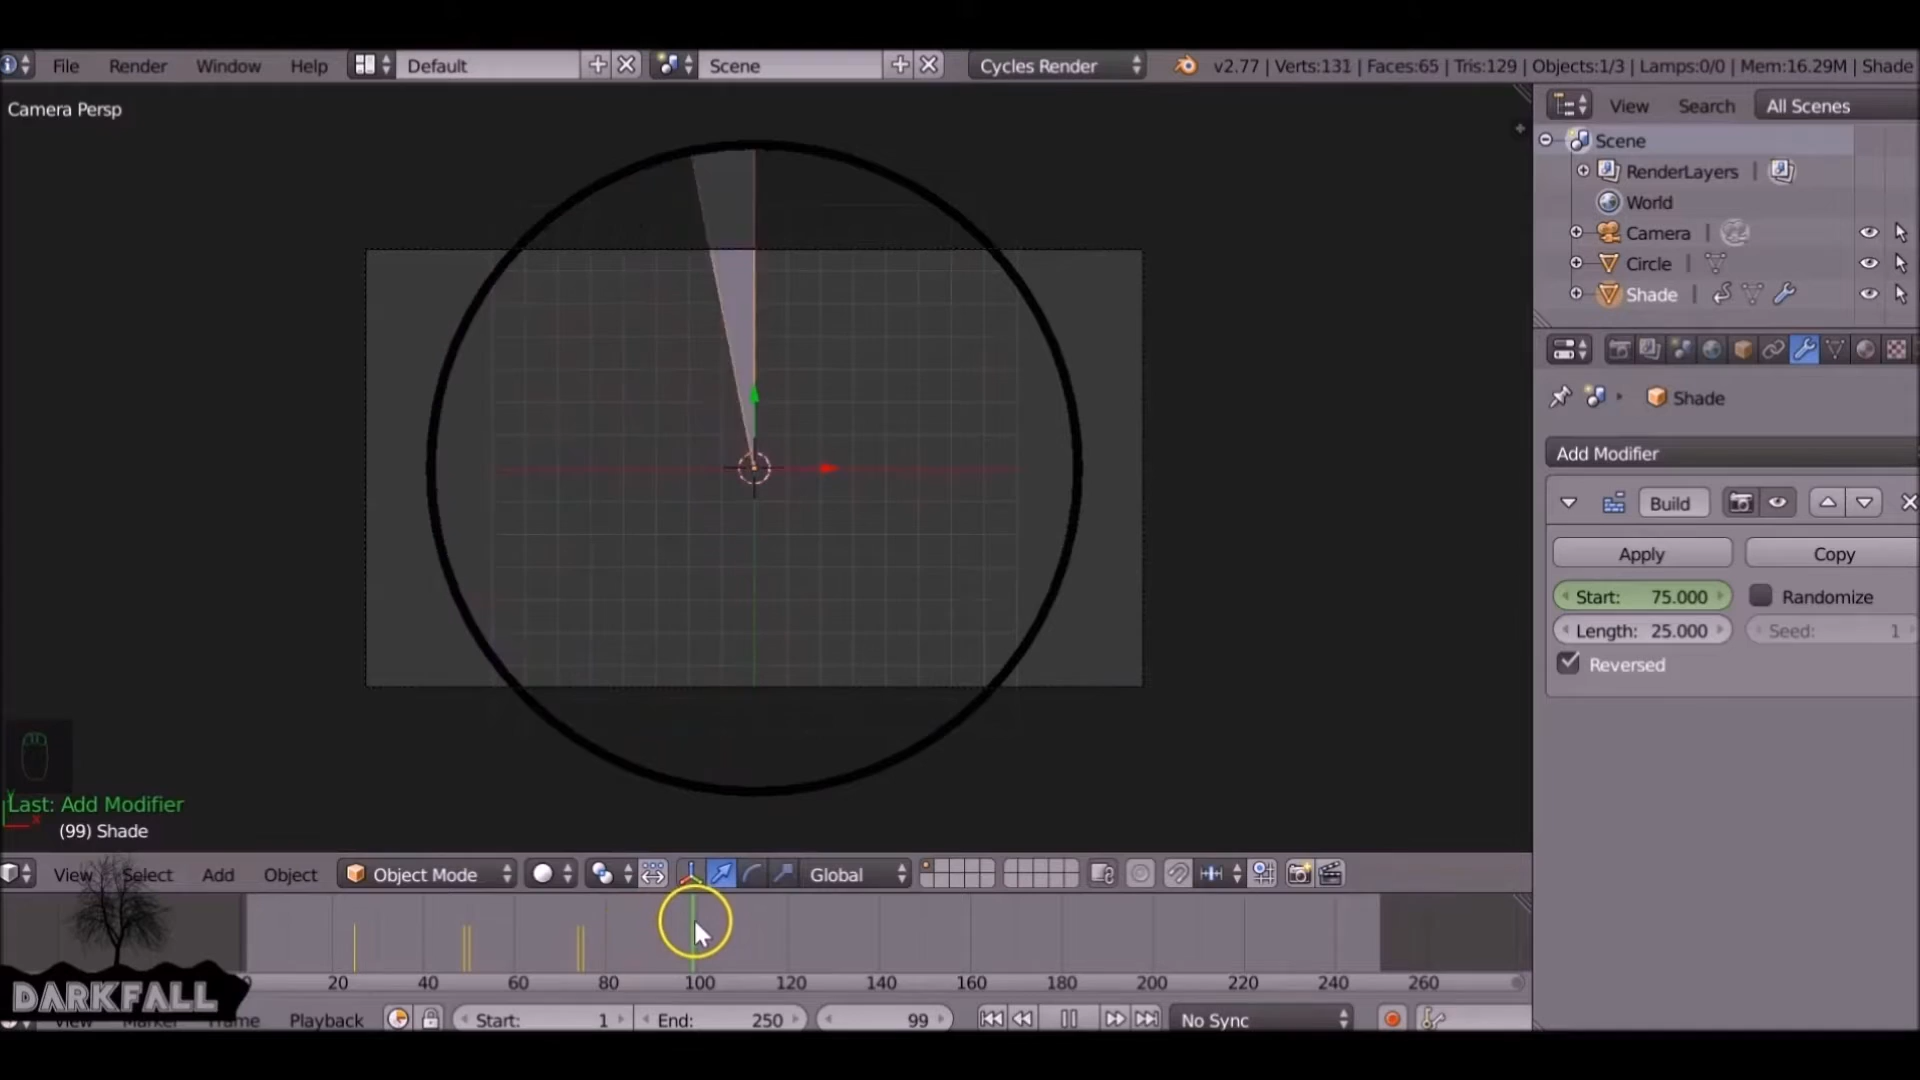 File Render Window Help Default Scene Cycles Render v2.77 | Verts:131 | Faces:65 | Tris:129 | Objects:1/3 | Lamps:0/0 | Mem:16.29M | Shade
Camera Persp
View Search All Scenes
Scene
RenderLayers
World
Camera
Circle
Shade
Shade
Add Modifier
Build
Apply Copy
Start: 75.000 Randomize
Length: 25.000 Seed: 1
Reversed
Last: Add Modifier
(99) Shade
View Select Add Object Object Mode Global
20 40 60 80 100 120 140 160 180 200 220 240 260
DARKFALL
View Marker Frame Playback Start: 1 End: 250 99 No Sync